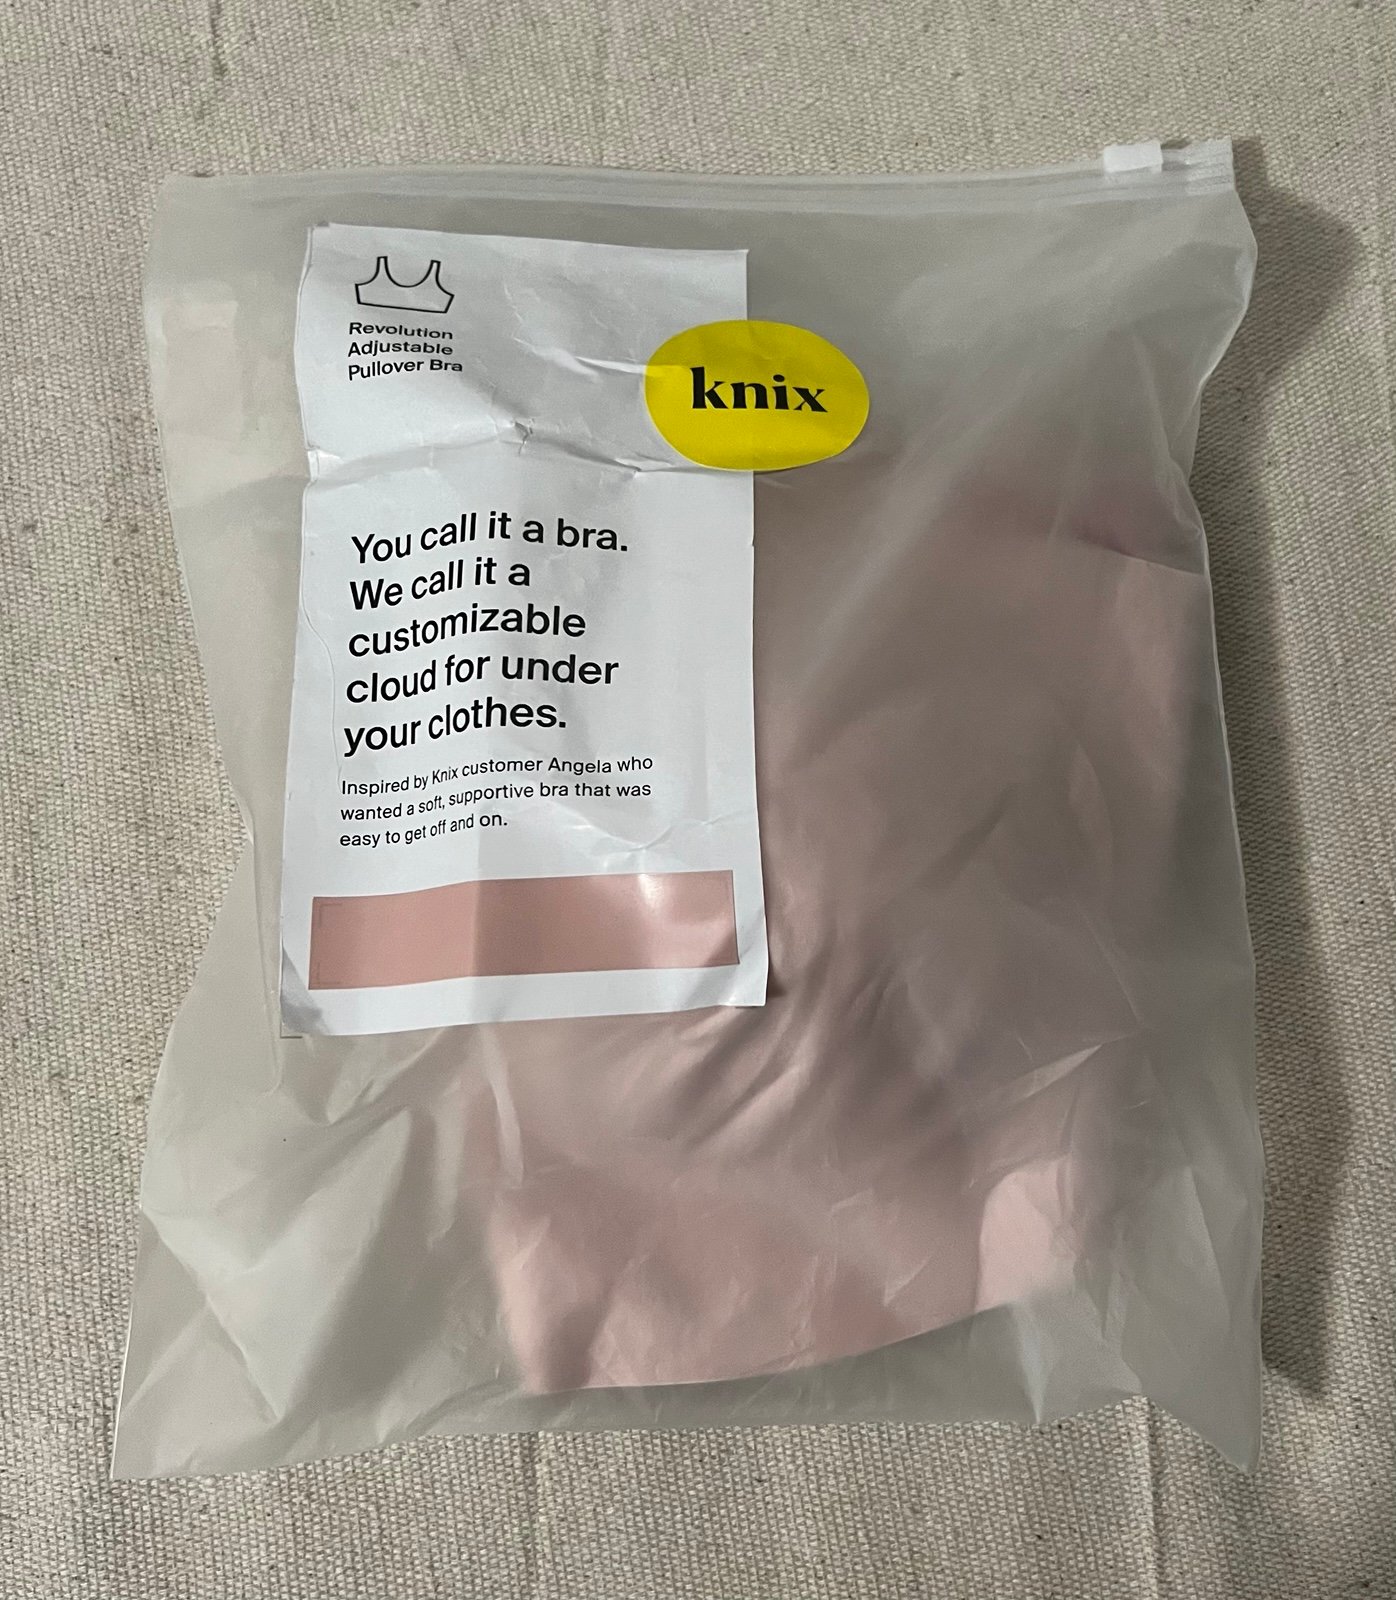 Revolution
Adjustable
Pullover Bra
knix
You call it a bra.
We call it a
customizable
cloud for under
your clothes.
Inspired by Knix customer Angela who
wanted a soft, supportive bra that was
easy to get off and on.